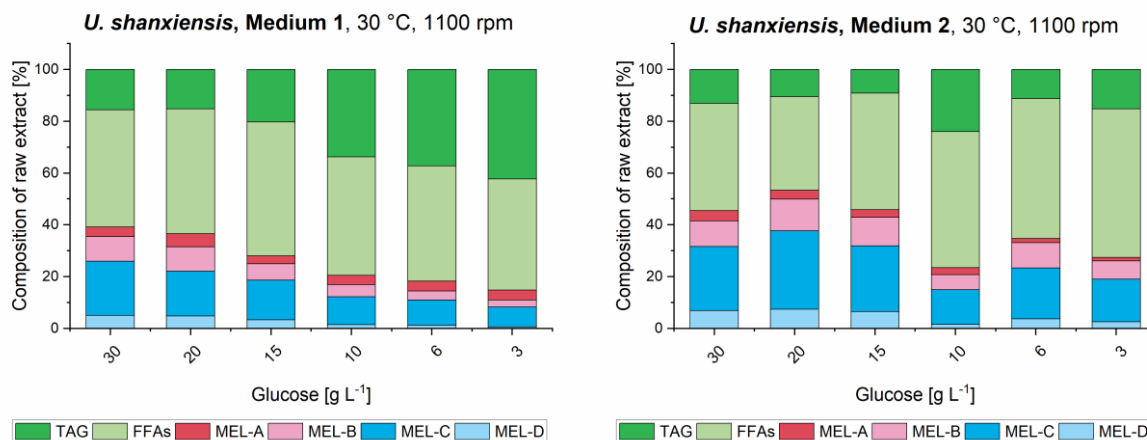 U. shanxiensis, Medium 1, 30 °C, 1100 rpm
Composition of raw extract [%]
100
80
60
40
20
0
30 20 15 10 6 3
Glucose [g L⁻¹]
TAG FFAs MEL-A MEL-B MEL-C MEL-D
U. shanxiensis, Medium 2, 30 °C, 1100 rpm
Composition of raw extract [%]
100
80
60
40
20
0
30 20 15 10 6 3
Glucose [g L⁻¹]
TAG FFAs MEL-A MEL-B MEL-C MEL-D